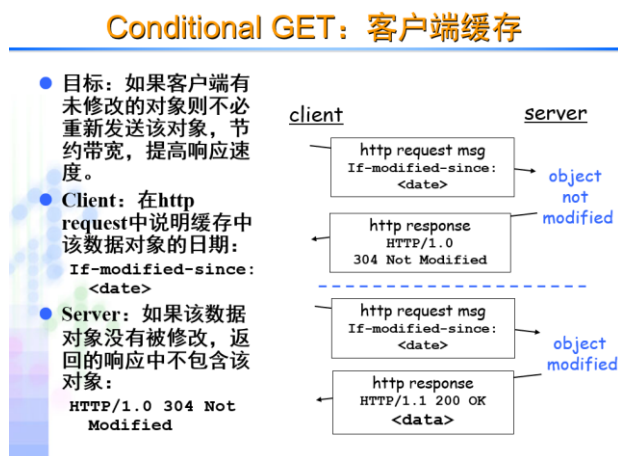 Conditional GET：客户端缓存
目标：如果客户端有
未修改的对象则不必
重新发送该对象，节
约带宽，提高响应速
度。
Client：在http
request中说明缓存中
该数据对象的日期：
If-modified-since:
<date>
Server：如果该数据
对象没有被修改，返
回的响应中不包含该
对象：
HTTP/1.0 304 Not
Modified
client
server
http request msg
If-modified-since:
<date>
object
not
modified
http response
HTTP/1.0
304 Not Modified
http request msg
If-modified-since:
<date>
object
modified
http response
HTTP/1.1 200 OK
<data>